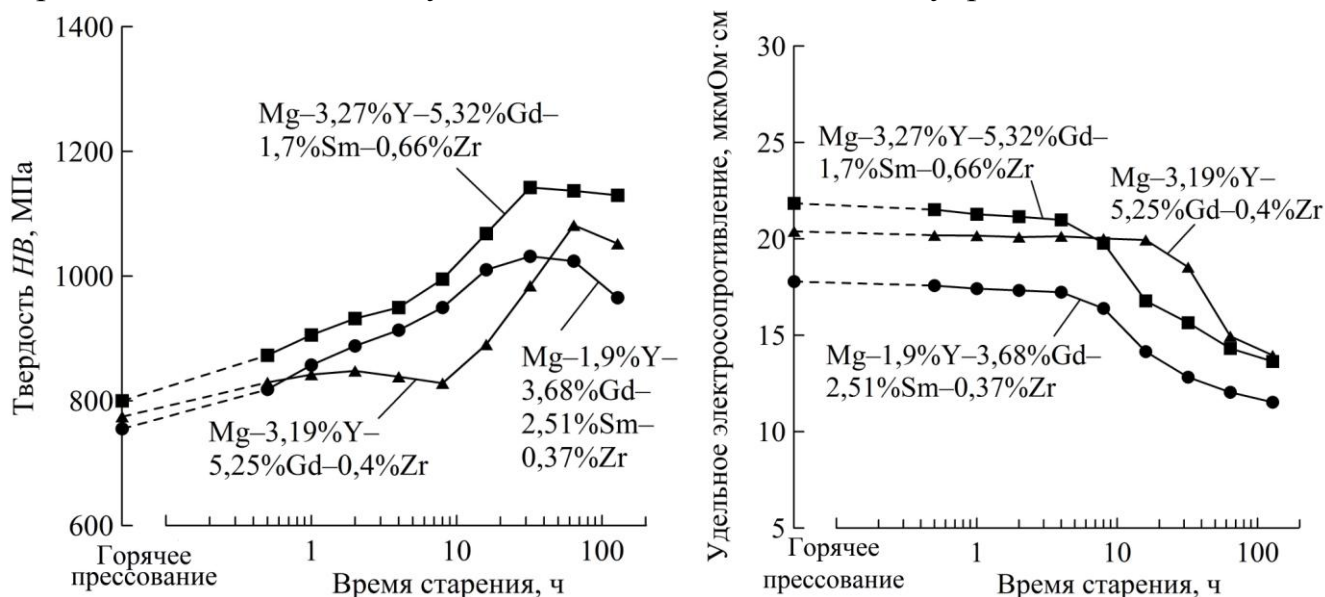 1400
1200
1000
800
600
Твердость HB, МПа
Mg–3,27%Y–5,32%Gd–
1,7%Sm–0,66%Zr
Mg–3,19%Y–
5,25%Gd–0,4%Zr
Mg–1,9%Y–
3,68%Gd–
2,51%Sm–
0,37%Zr
Горячее
прессование
1
10
100
Время старения, ч
30
25
20
15
10
5
Удельное электросопротивление, мкмОм·см
Mg–3,27%Y–5,32%Gd–
1,7%Sm–0,66%Zr
Mg–3,19%Y–
5,25%Gd–0,4%Zr
Mg–1,9%Y–3,68%Gd–
2,51%Sm–0,37%Zr
Горячее
прессование
1
10
100
Время старения, ч